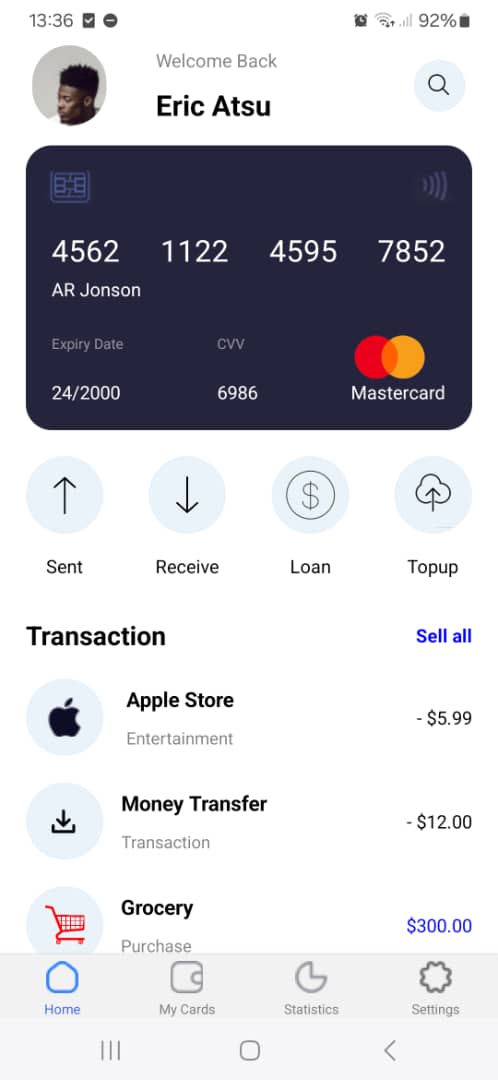 13:36 92%
Welcome Back
Eric Atsu
4562 1122 4595 7852
AR Jonson
Expiry Date CVV
24/2000 6986 Mastercard
Sent Receive Loan Topup
Transaction Sell all
Apple Store
- $5.99
Entertainment
Money Transfer
- $12.00
Transaction
Grocery
$300.00
Purchase
Home My Cards Statistics Settings